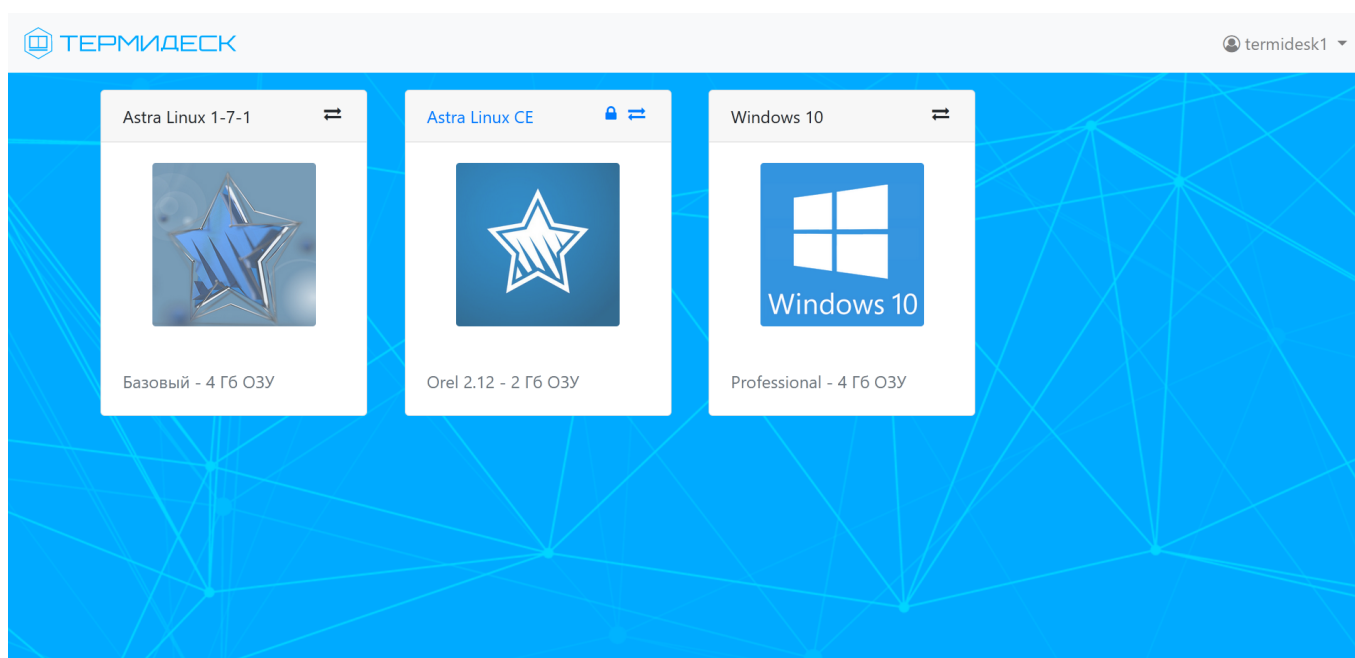 ТЕРМИДЕСК
termidesk1
Astra Linux 1-7-1
Astra Linux CE
Windows 10
Windows 10
Базовый - 4 Гб ОЗУ
Orel 2.12 - 2 Гб ОЗУ
Professional - 4 Гб ОЗУ